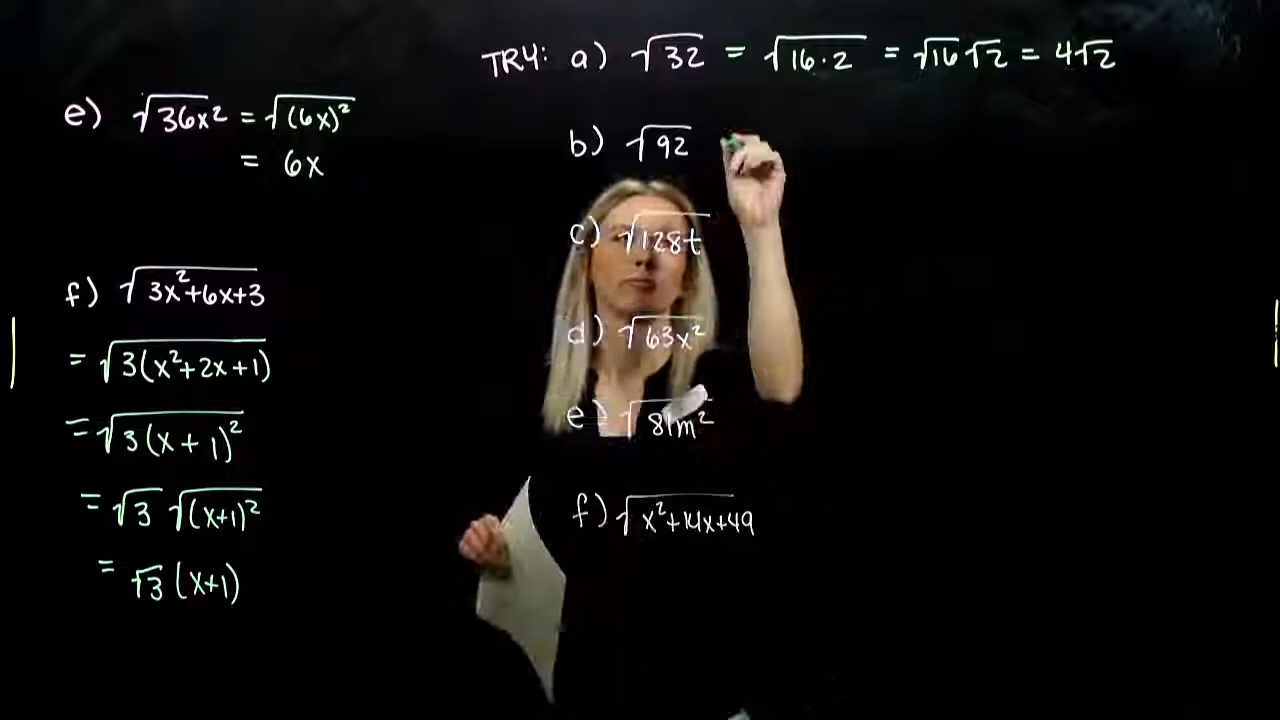 e) √36x² = √(6x)²
= 6x
f) √3x²+6x+3
= √3(x²+2x+1)
= √3(x+1)²
= √3 √(x+1)²
= √3 (x+1)
TRY: a) √32 = √16·2 = √16 √2 = 4√2
b) √92
c) √128t
d) √63x²
e) √81m²
f) √x²+14x+49